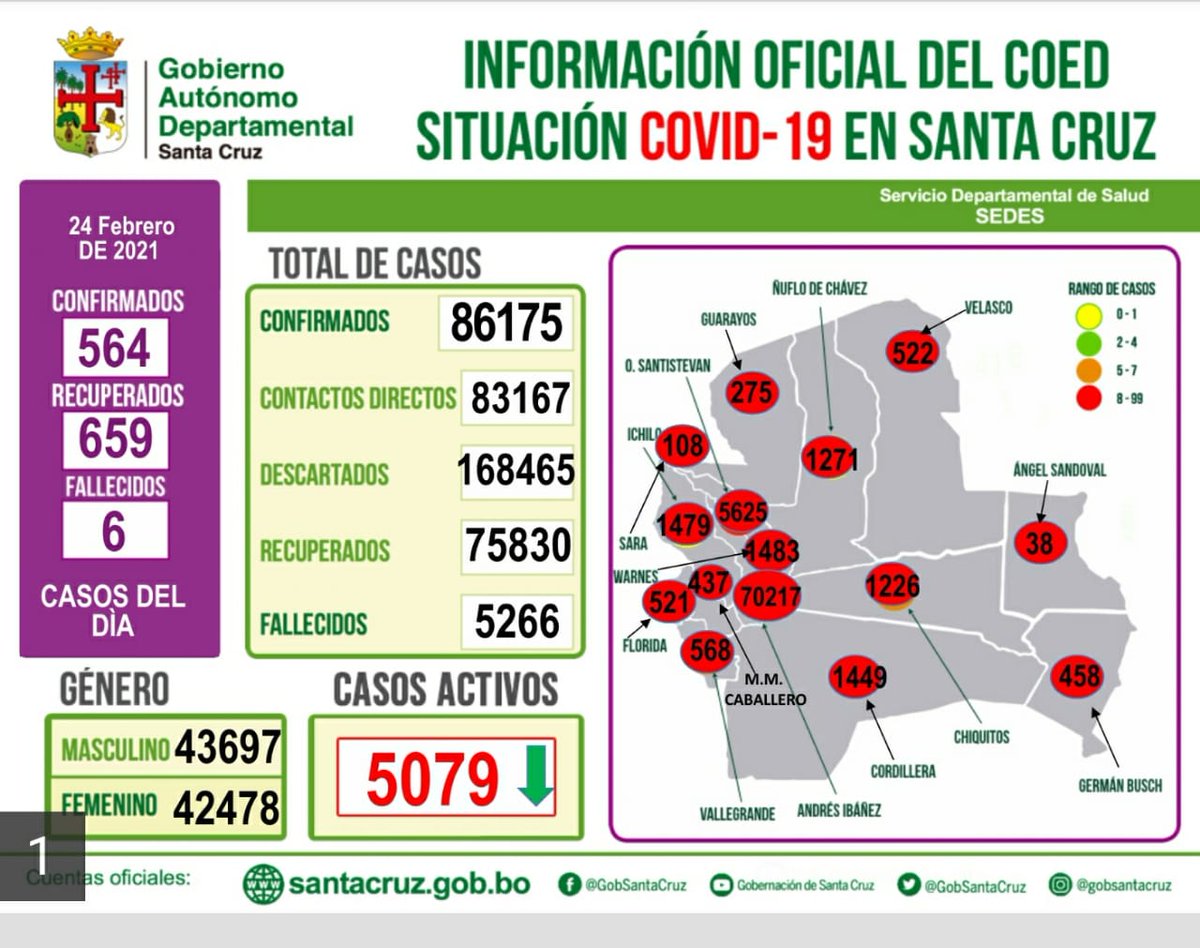 Gobierno
Autónomo
Departamental
Santa Cruz
INFORMACIÓN OFICIAL DEL COED
SITUACIÓN COVID-19 EN SANTA CRUZ
Servicio Departamental de Salud
SEDES
24 Febrero
DE 2021
CONFIRMADOS
564
RECUPERADOS
659
FALLECIDOS
6
CASOS DEL
DÌA
TOTAL DE CASOS
CONFIRMADOS 86175
CONTACTOS DIRECTOS 83167
DESCARTADOS 168465
RECUPERADOS 75830
FALLECIDOS 5266
GÉNERO
MASCULINO 43697
FEMENINO 42478
CASOS ACTIVOS
5079
RANGO DE CASOS
0 - 1
2 - 4
5 - 7
8 - 99
ÑUFLO DE CHÁVEZ
VELASCO
GUARAYOS
522
O. SANTISTEVAN
275
ICHILO
108
1271
ÁNGEL SANDOVAL
5625
1479
SARA
1483
38
WARNES
437
1226
521
70217
FLORIDA
568
M.M.
CABALLERO
1449
458
CHIQUITOS
CORDILLERA
GERMÁN BUSCH
VALLEGRANDE
ANDRÉS IBÁÑEZ
1
Cuentas oficiales:
www
santacruz.gob.bo
@GobSantaCruz
Gobernación de Santa Cruz
@GobSantaCruz
@gobsantacruz